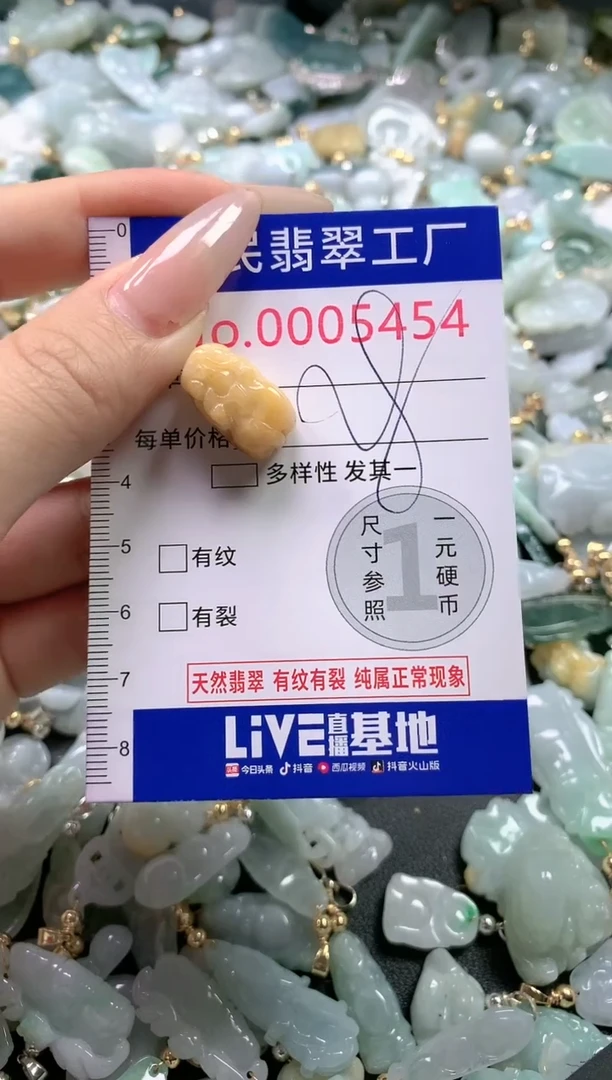 0
民翡翠工厂
No.0005454
每单价格
4
多样性 发其一
5
有纹
尺寸参照
1
一元硬币
6
有裂
7
天然翡翠 有纹有裂 纯属正常现象
8
LiVE直播基地
头条 今日头条 抖音 西瓜视频 抖音火山版